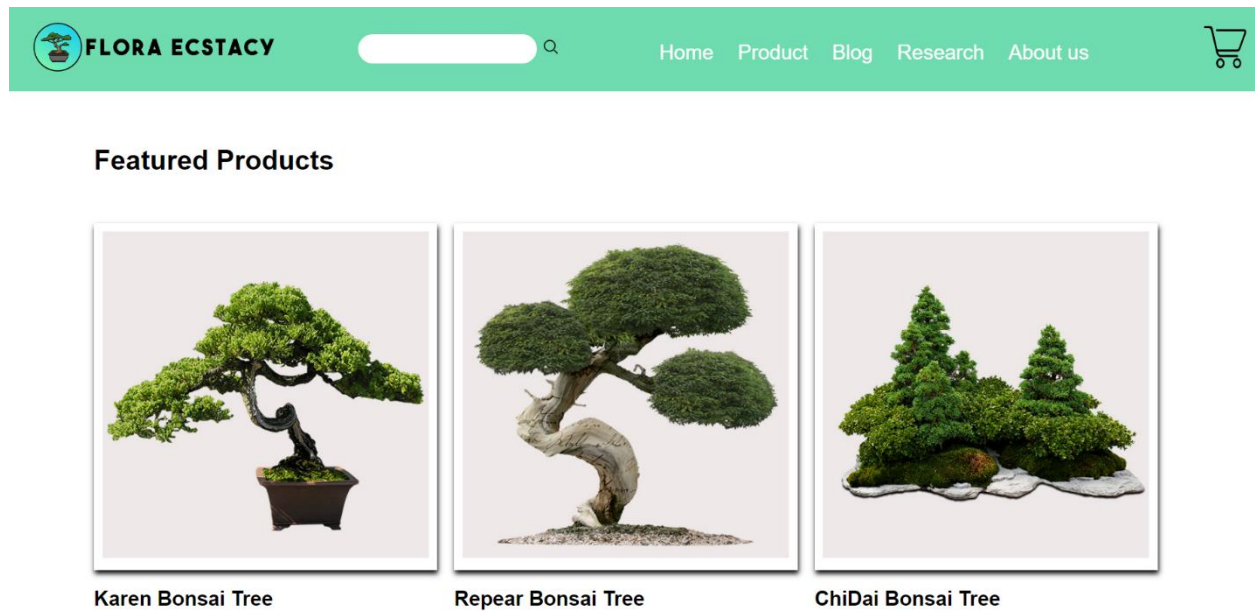 FLORA ECSTACY
Home Product Blog Research About us
Featured Products
Karen Bonsai Tree
Repear Bonsai Tree
ChiDai Bonsai Tree